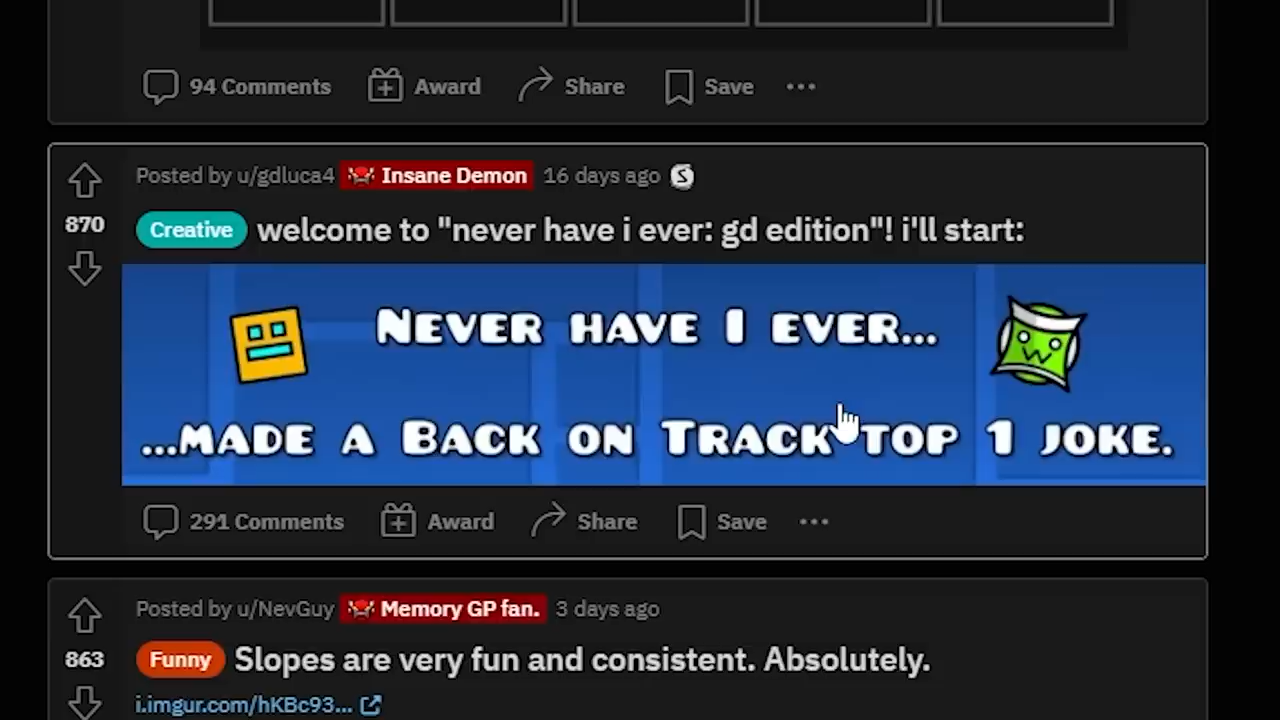 94 Comments Award Share Save
Posted by u/gdluca4 Insane Demon 16 days ago S
870
Creative welcome to "never have i ever: gd edition"! i'll start:
Never have I ever...
...made a Back on Track top 1 joke.
291 Comments Award Share Save
Posted by u/NevGuy Memory GP fan. 3 days ago
863
Funny Slopes are very fun and consistent. Absolutely.
i.imgur.com/hKBc93...